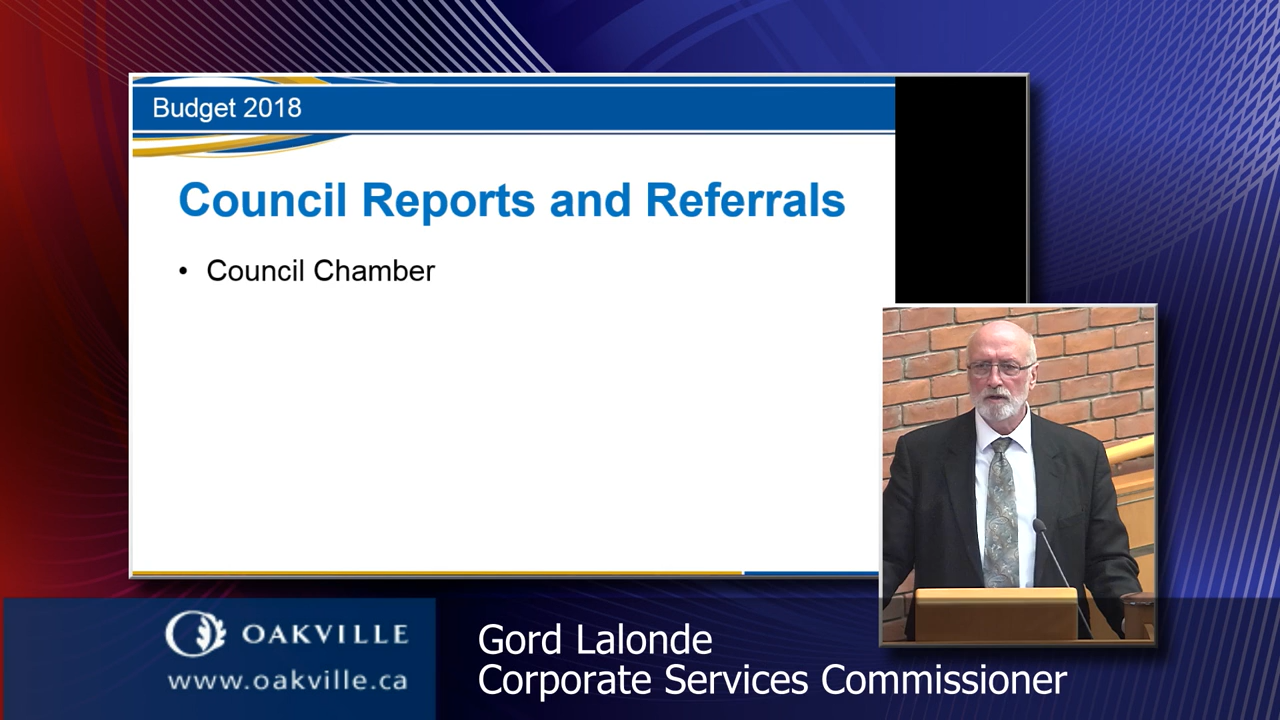 Budget 2018
Council Reports and Referrals
• Council Chamber
OAKVILLE
www.oakville.ca
Gord Lalonde
Corporate Services Commissioner